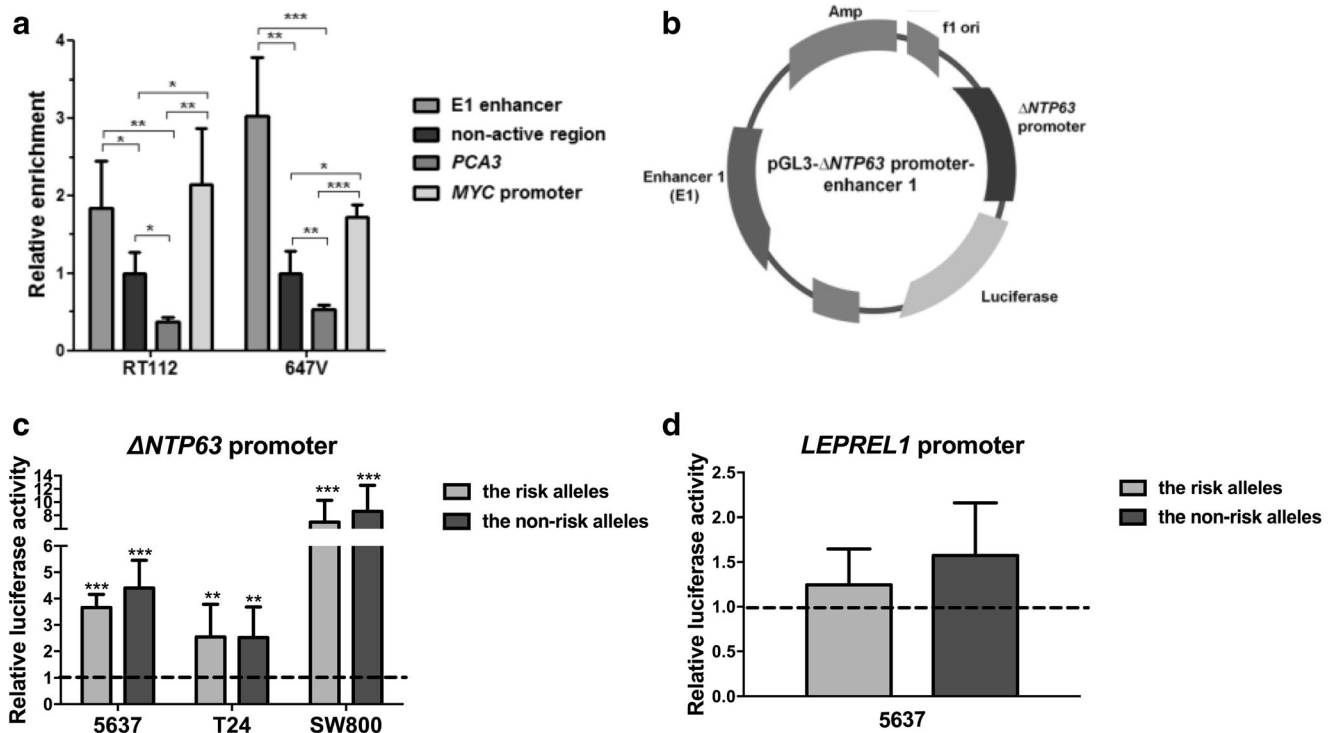 a
Relative enrichment
4
3
2
1
0
***
**
*
**
**
*
*
*
***
**
*
RT112
647V
E1 enhancer
non-active region
PCA3
MYC promoter
b
Amp
f1 ori
ΔNTP63
promoter
pGL3-ΔNTP63 promoter-
enhancer 1
Enhancer 1
(E1)
Luciferase
c
ΔNTP63 promoter
Relative luciferase activity
14
12
10
8
6
5
4
3
2
1
0
***
***
**
**
***
***
5637
T24
SW800
the risk alleles
the non-risk alleles
d
LEPREL1 promoter
Relative luciferase activity
2.5
2.0
1.5
1.0
0.5
0.0
5637
the risk alleles
the non-risk alleles